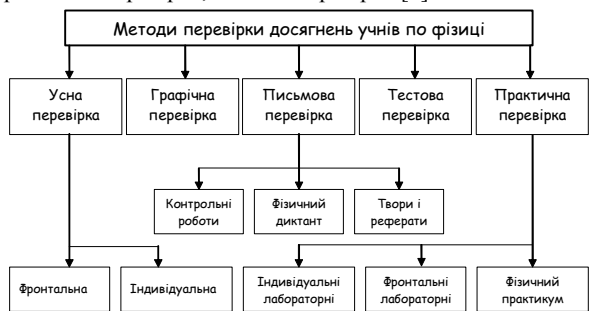 Методи перевірки досягнень учнів по фізиці
Усна
перевірка
Графічна
перевірка
Письмова
перевірка
Тестова
перевірка
Практична
перевірка
Контрольні
роботи
Фізичний
диктант
Твори і
реферати
Фронтальна
Індивідуальна
Індивідуальні
лабораторні
Фронтальні
лабораторні
Фізичний
практикум